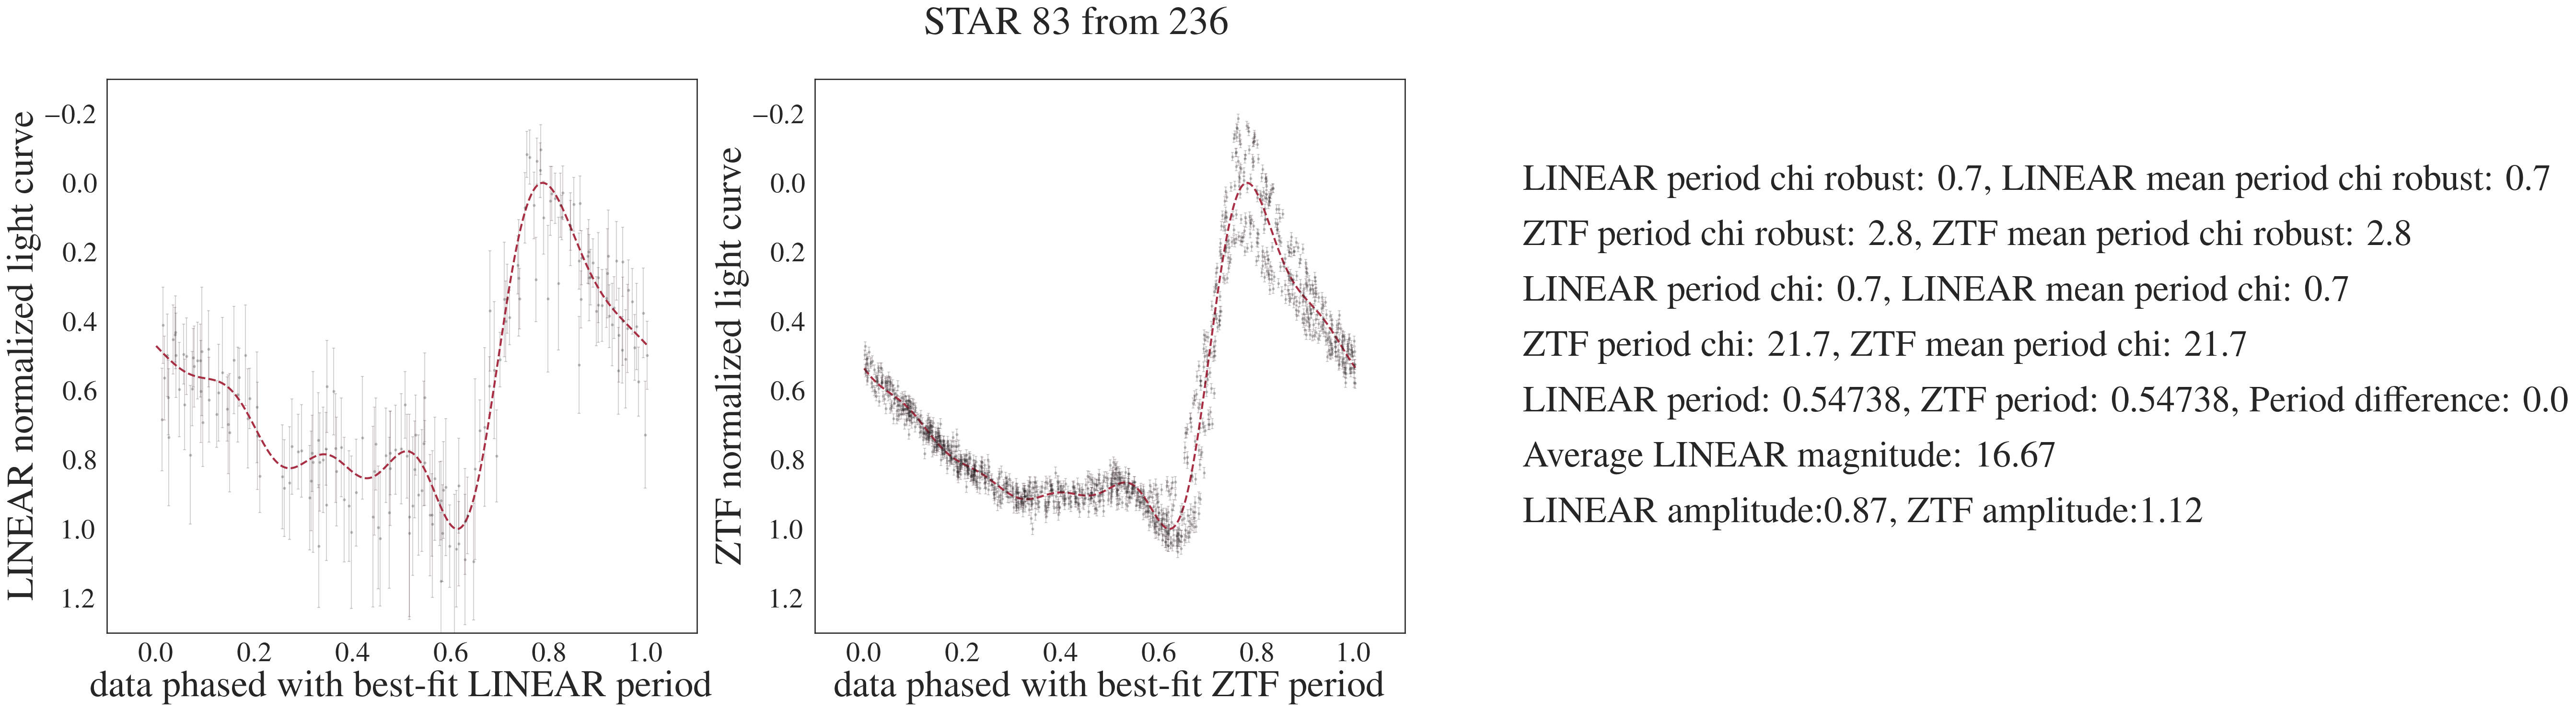 STAR 83 from 236
LINEAR normalized light curve
−0.2
0.0
0.2
0.4
0.6
0.8
1.0
1.2
0.0 0.2 0.4 0.6 0.8 1.0
data phased with best-fit LINEAR period
ZTF normalized light curve
−0.2
0.0
0.2
0.4
0.6
0.8
1.0
1.2
0.0 0.2 0.4 0.6 0.8 1.0
data phased with best-fit ZTF period
LINEAR period chi robust: 0.7, LINEAR mean period chi robust: 0.7
ZTF period chi robust: 2.8, ZTF mean period chi robust: 2.8
LINEAR period chi: 0.7, LINEAR mean period chi: 0.7
ZTF period chi: 21.7, ZTF mean period chi: 21.7
LINEAR period: 0.54738, ZTF period: 0.54738, Period difference: 0.0
Average LINEAR magnitude: 16.67
LINEAR amplitude:0.87, ZTF amplitude:1.12